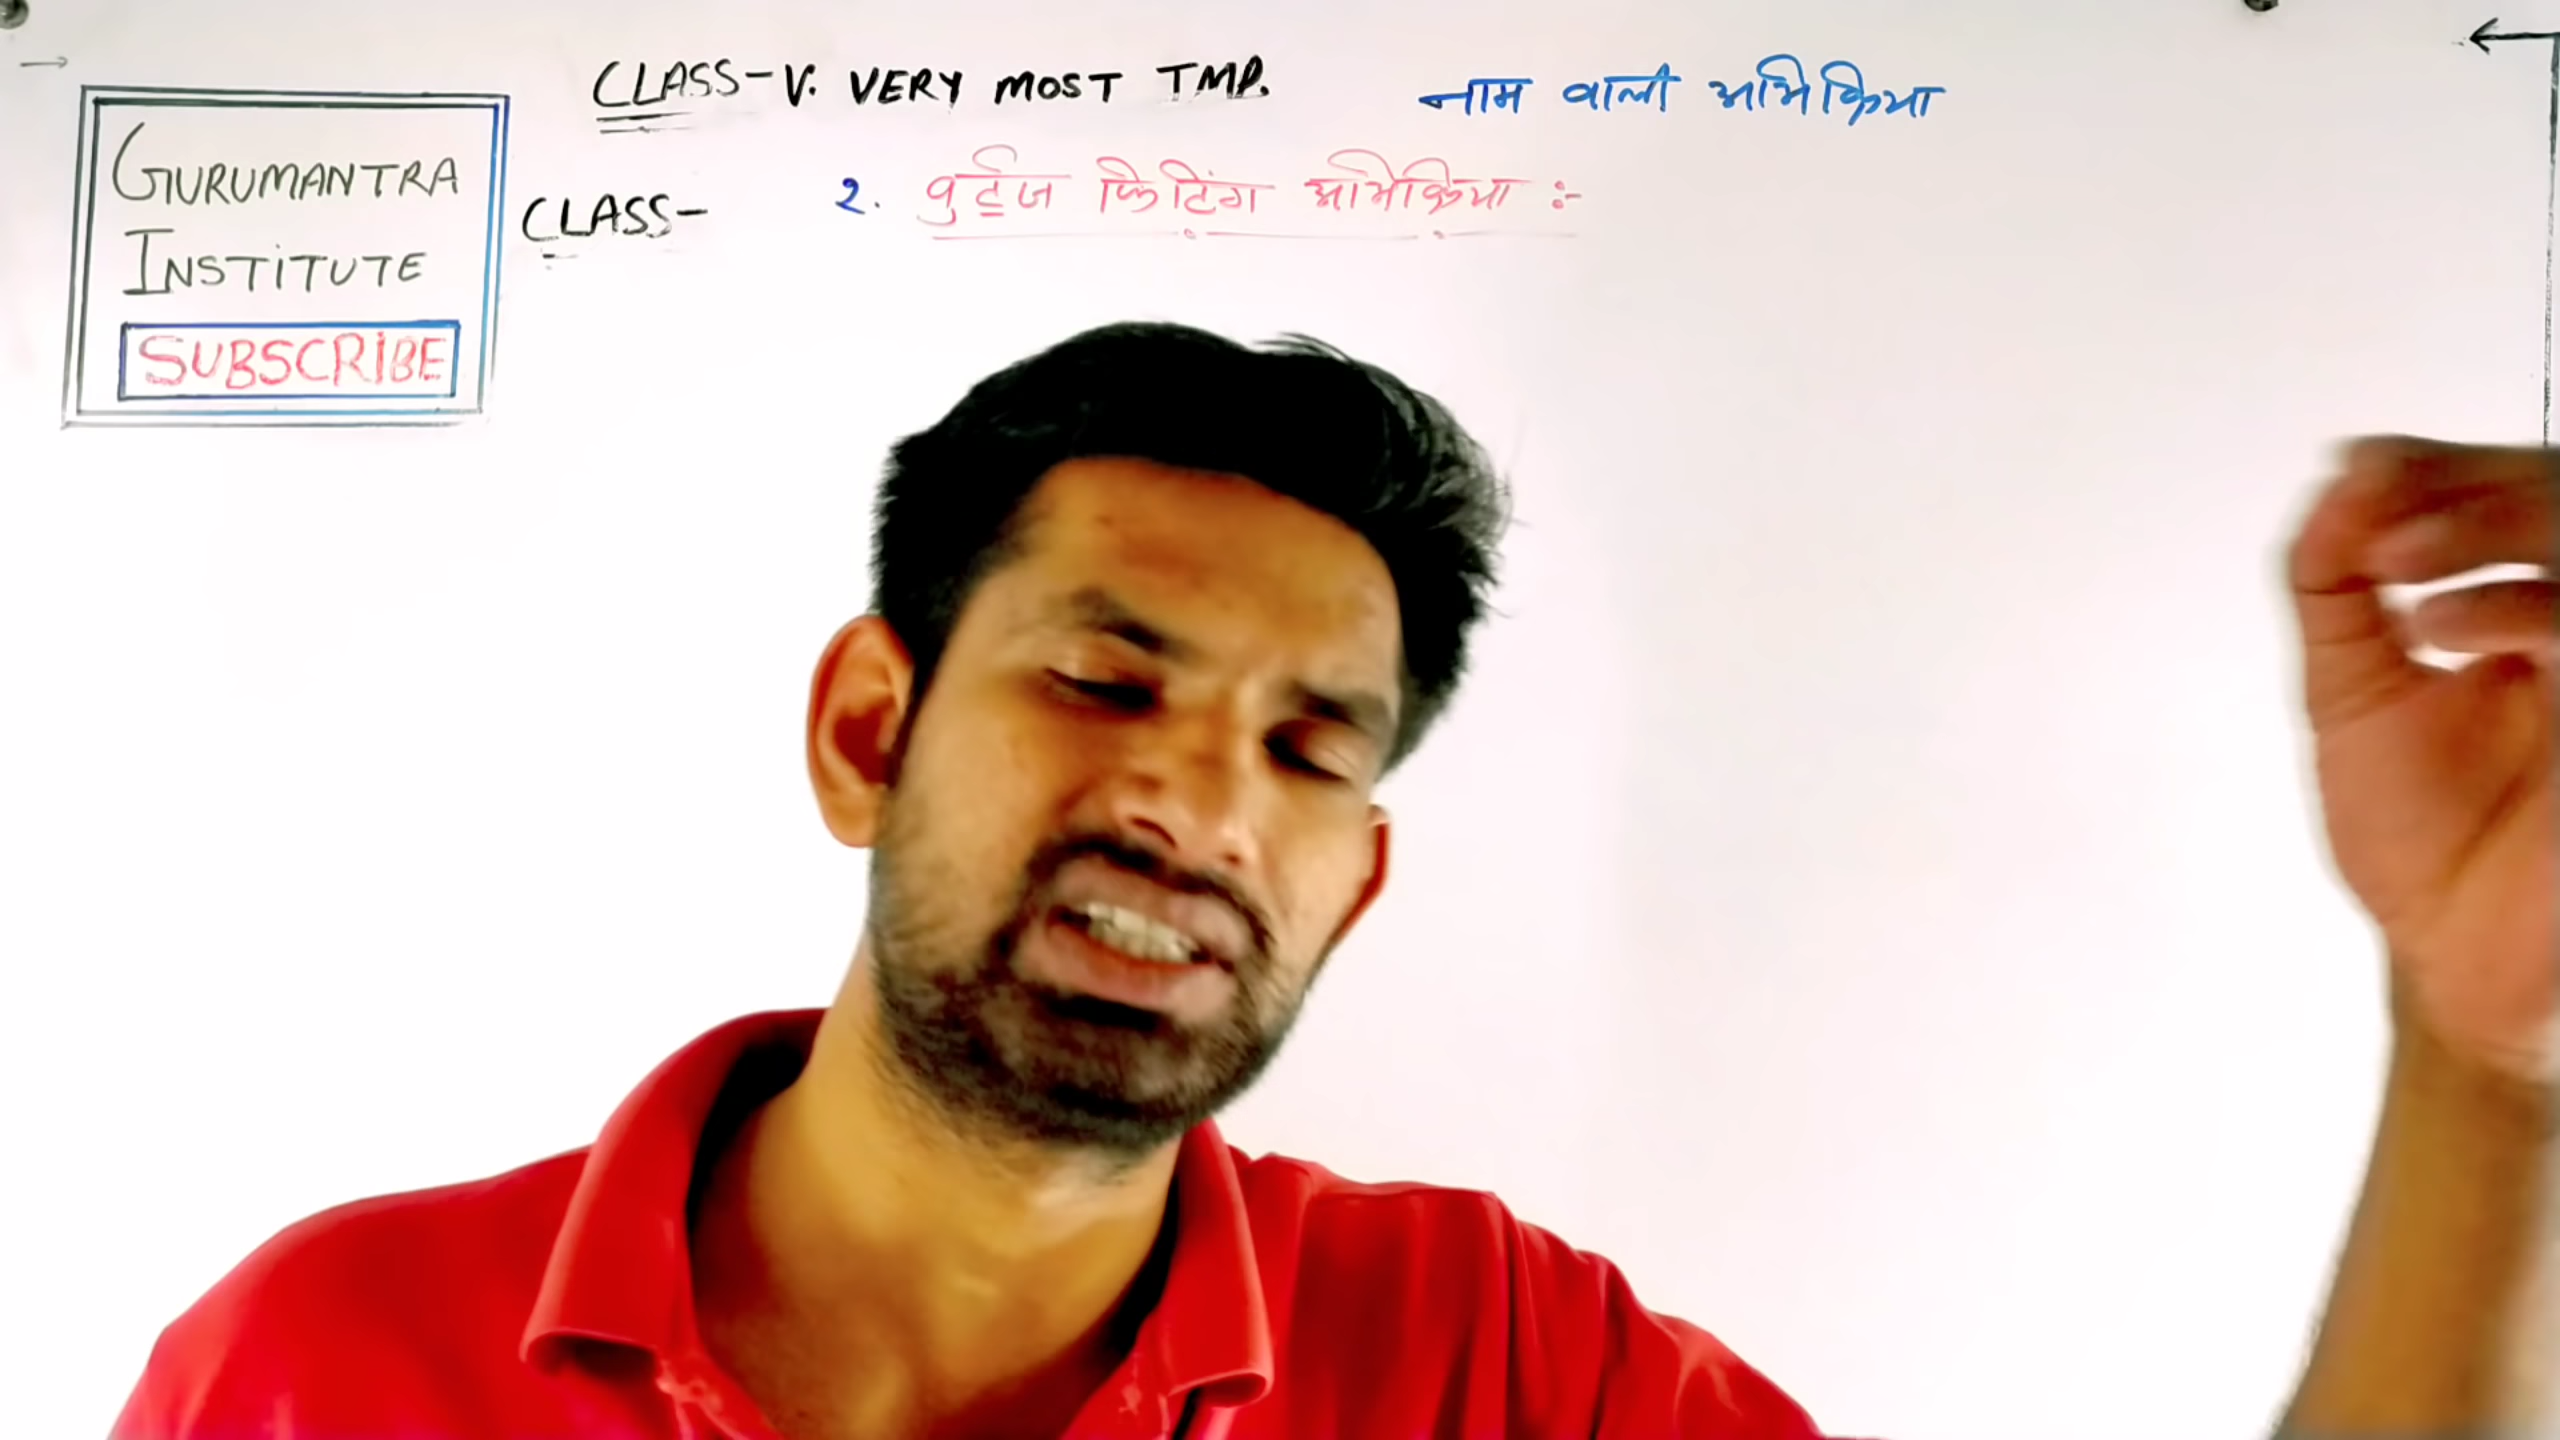 CLASS-V. VERY MOST IMP. नाम वाली अभिक्रिया
GURUMANTRA
INSTITUTE
SUBSCRIBE
CLASS- 2. वुर्ट्ज फिटिंग अभिक्रिया :-